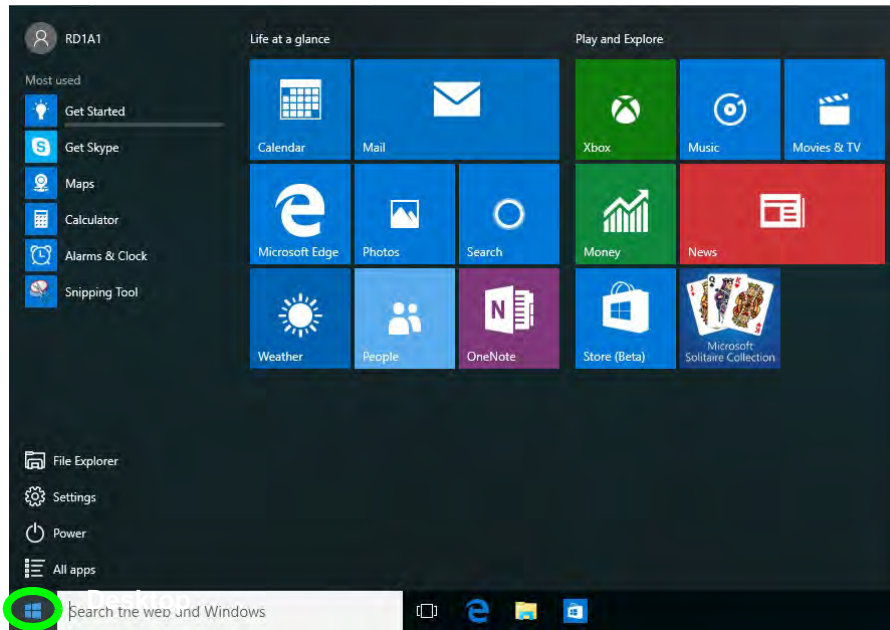 RD1A1
Most used
Get Started
Get Skype
Maps
Calculator
Alarms & Clock
Snipping Tool
File Explorer
Settings
Power
All apps
Life at a glance
Calendar
Mail
Microsoft Edge
Photos
Search
Weather
People
OneNote
Play and Explore
Xbox
Music
Movies & TV
Money
News
Store (Beta)
Microsoft
Solitaire Collection
Desktop
Search the web and Windows